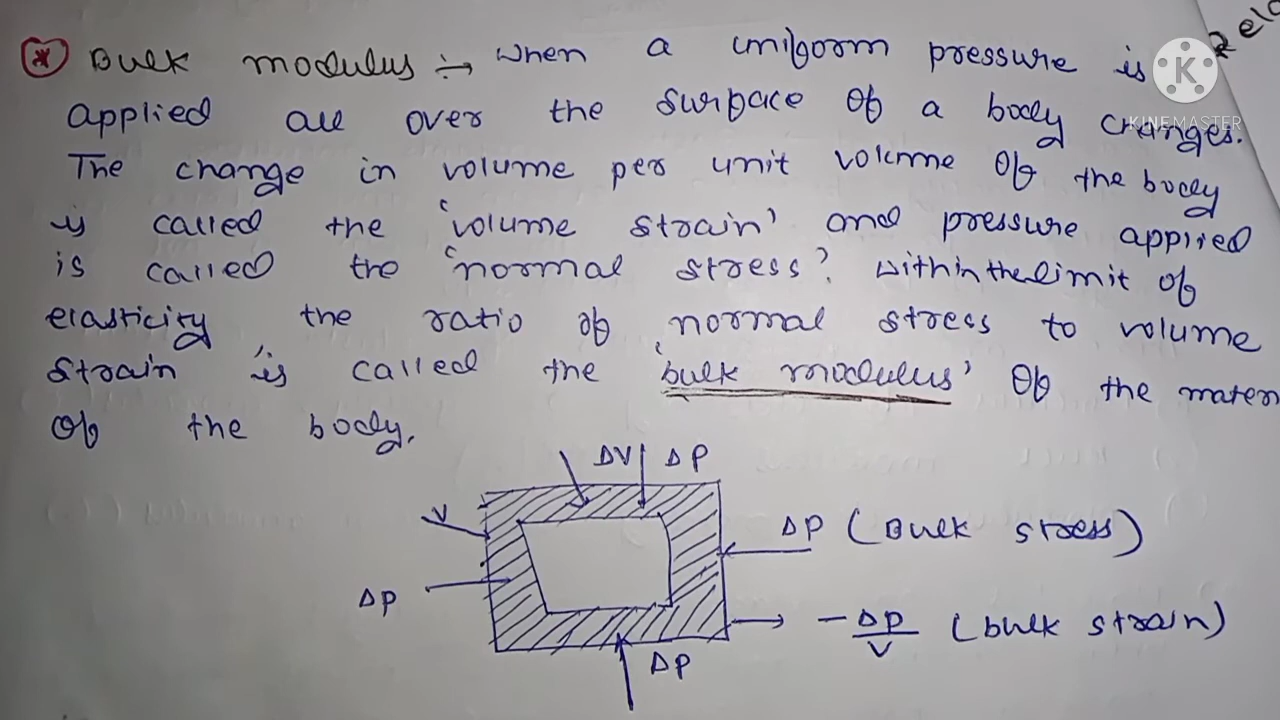 * Bulk modulus :→ when a uniform pressure is
applied all over the surface of a body changes.
The change in volume per unit volume of the body
is called the 'volume strain' and pressure applied
is called the 'normal stress'. within the limit of
elasticity the ratio of normal stress to volume
strain is called the 'bulk modulus' of the materi
of the body.
ΔV ΔP
V
ΔP (Bulk stress)
ΔP
- ΔP/V (bulk strain)
ΔP
K
KINEMASTER